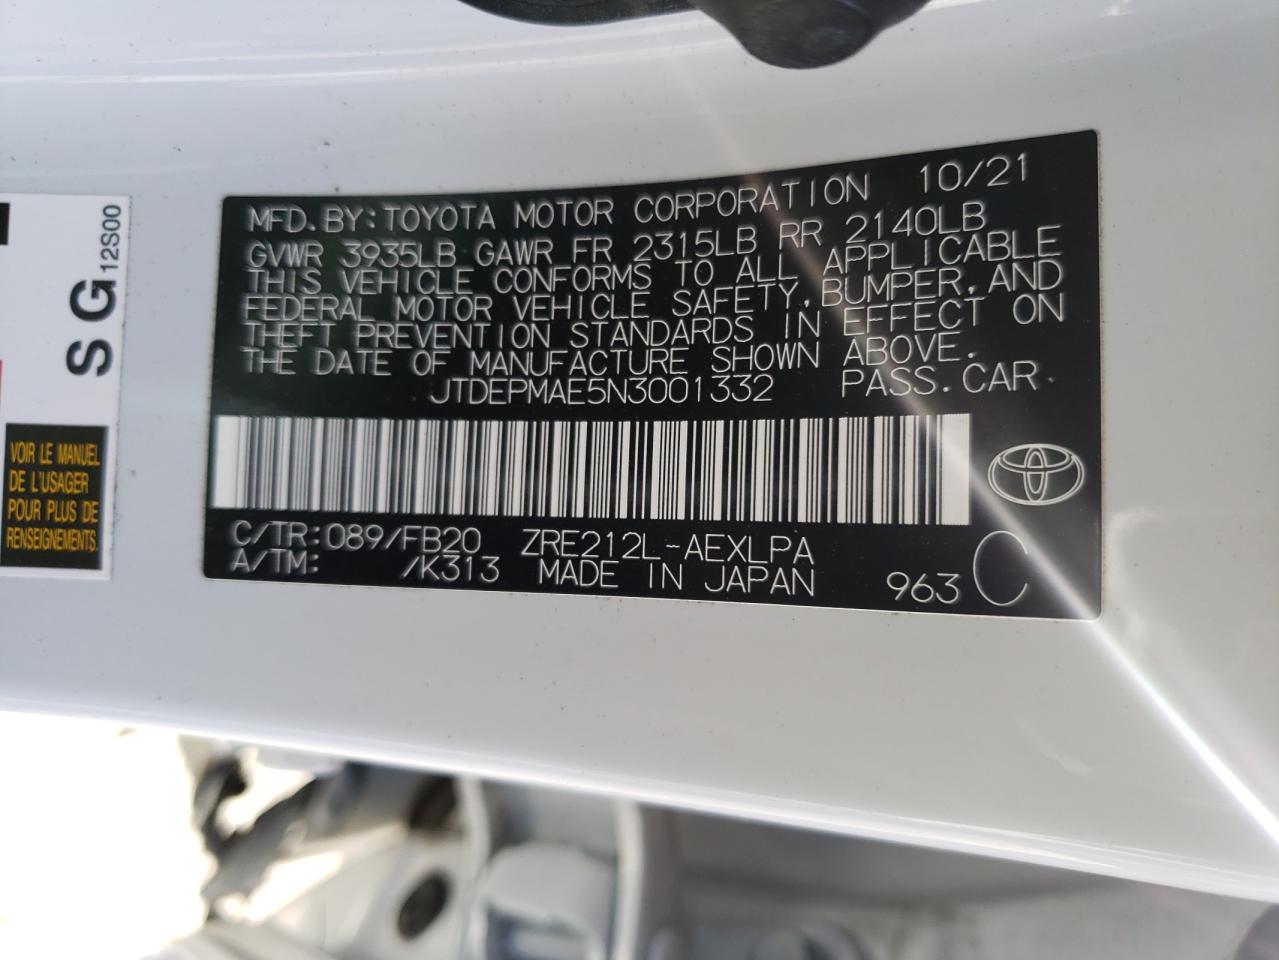 MFD.BY:TOYOTA MOTOR CORPORATION 10/21
GVWR 3935LB GAWR FR 2315LB RR 2140LB
THIS VEHICLE CONFORMS TO ALL APPLICABLE
FEDERAL MOTOR VEHICLE SAFETY,BUMPER,AND
THEFT PREVENTION STANDARDS IN EFFECT ON
THE DATE OF MANUFACTURE SHOWN ABOVE.
JTDEPMAE5N3001332 PASS.CAR
C/TR:089/FB20 ZRE212L-AEXLPA
A/TM: /K313 MADE IN JAPAN 963 C
SG
12S00
VOIR LE MANUEL
DE L'USAGER
POUR PLUS DE
RENSEIGNEMENTS.